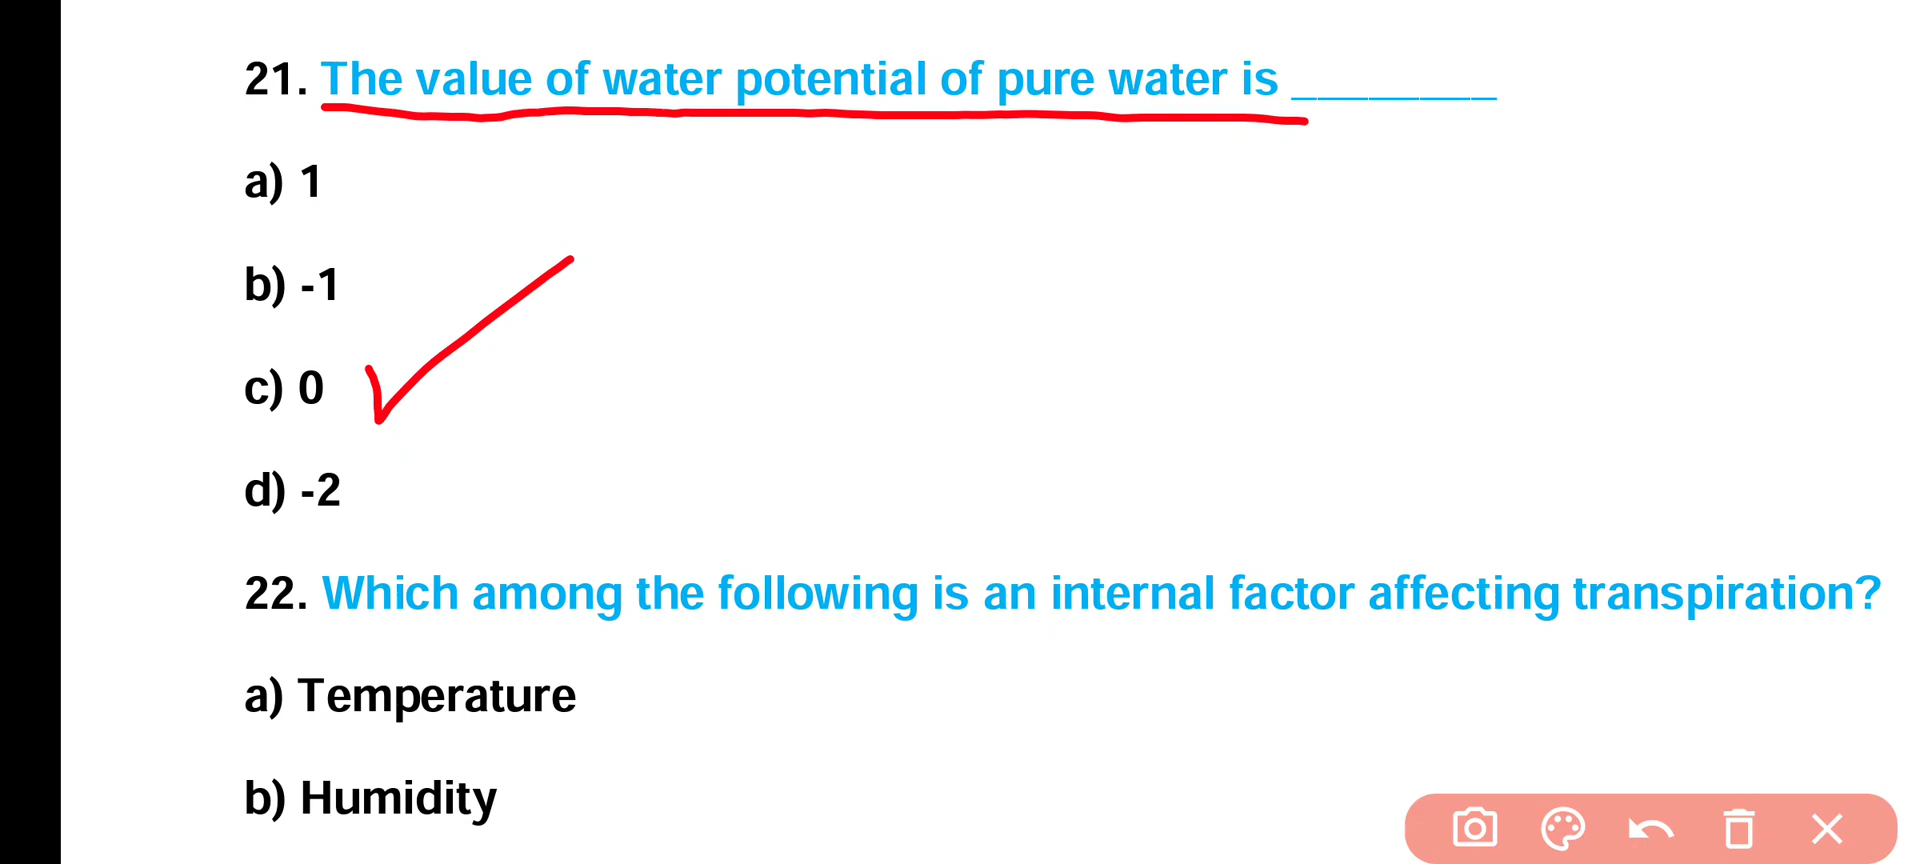 21. The value of water potential of pure water is ________
a) 1
b) -1
c) 0
d) -2
22. Which among the following is an internal factor affecting transpiration?
a) Temperature
b) Humidity